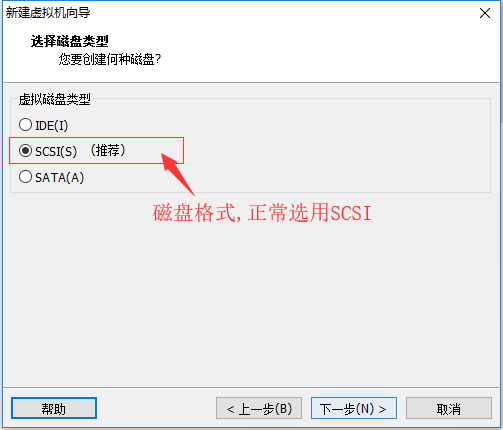 新建虚拟机向导
选择磁盘类型
您要创建何种磁盘?
虚拟磁盘类型
IDE(I)
SCSI(S) （推荐）
SATA(A)
磁盘格式,正常选用SCSI
帮助
< 上一步(B)
下一步(N) >
取消